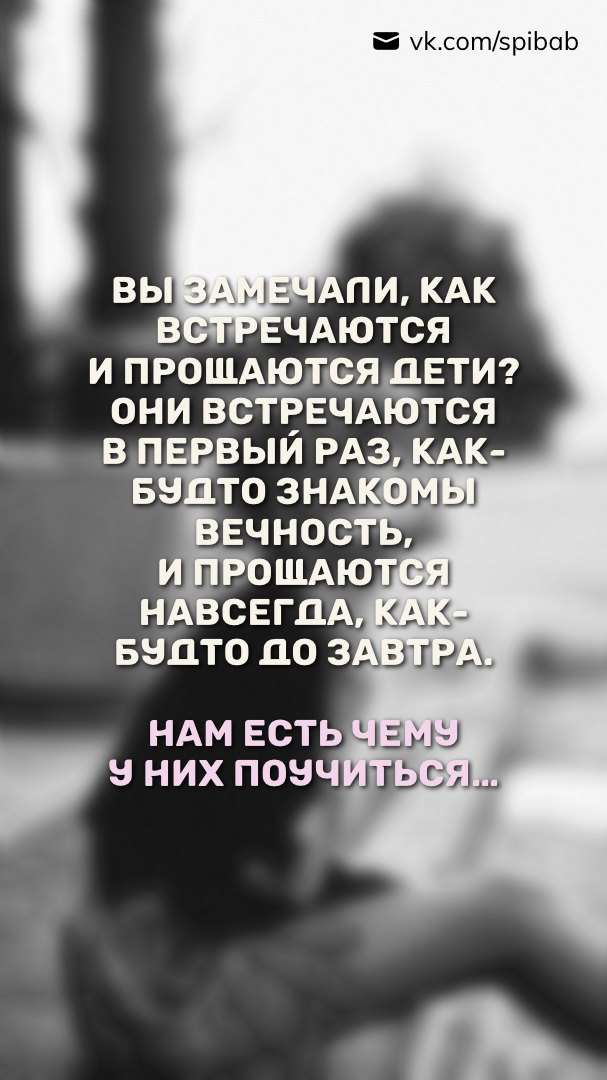 vk.com/spibab
ВЫ ЗАМЕЧАЛИ, КАК
ВСТРЕЧАЮТСЯ
И ПРОЩАЮТСЯ ДЕТИ?
ОНИ ВСТРЕЧАЮТСЯ
В ПЕРВЫЙ РАЗ, КАК-
БУДТО ЗНАКОМЫ
ВЕЧНОСТЬ,
И ПРОЩАЮТСЯ
НАВСЕГДА, КАК-
БУДТО ДО ЗАВТРА.
НАМ ЕСТЬ ЧЕМУ
У НИХ ПОУЧИТЬСЯ...